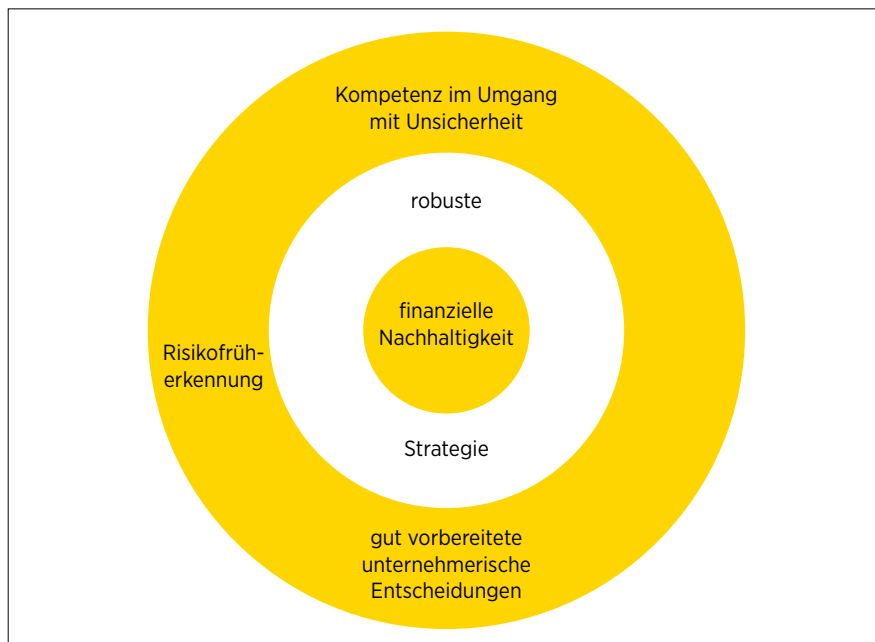 Kompetenz im Umgang
mit Unsicherheit
robuste
finanzielle
Nachhaltigkeit
Risikofrüh-
erkennung
Strategie
gut vorbereitete
unternehmerische
Entscheidungen